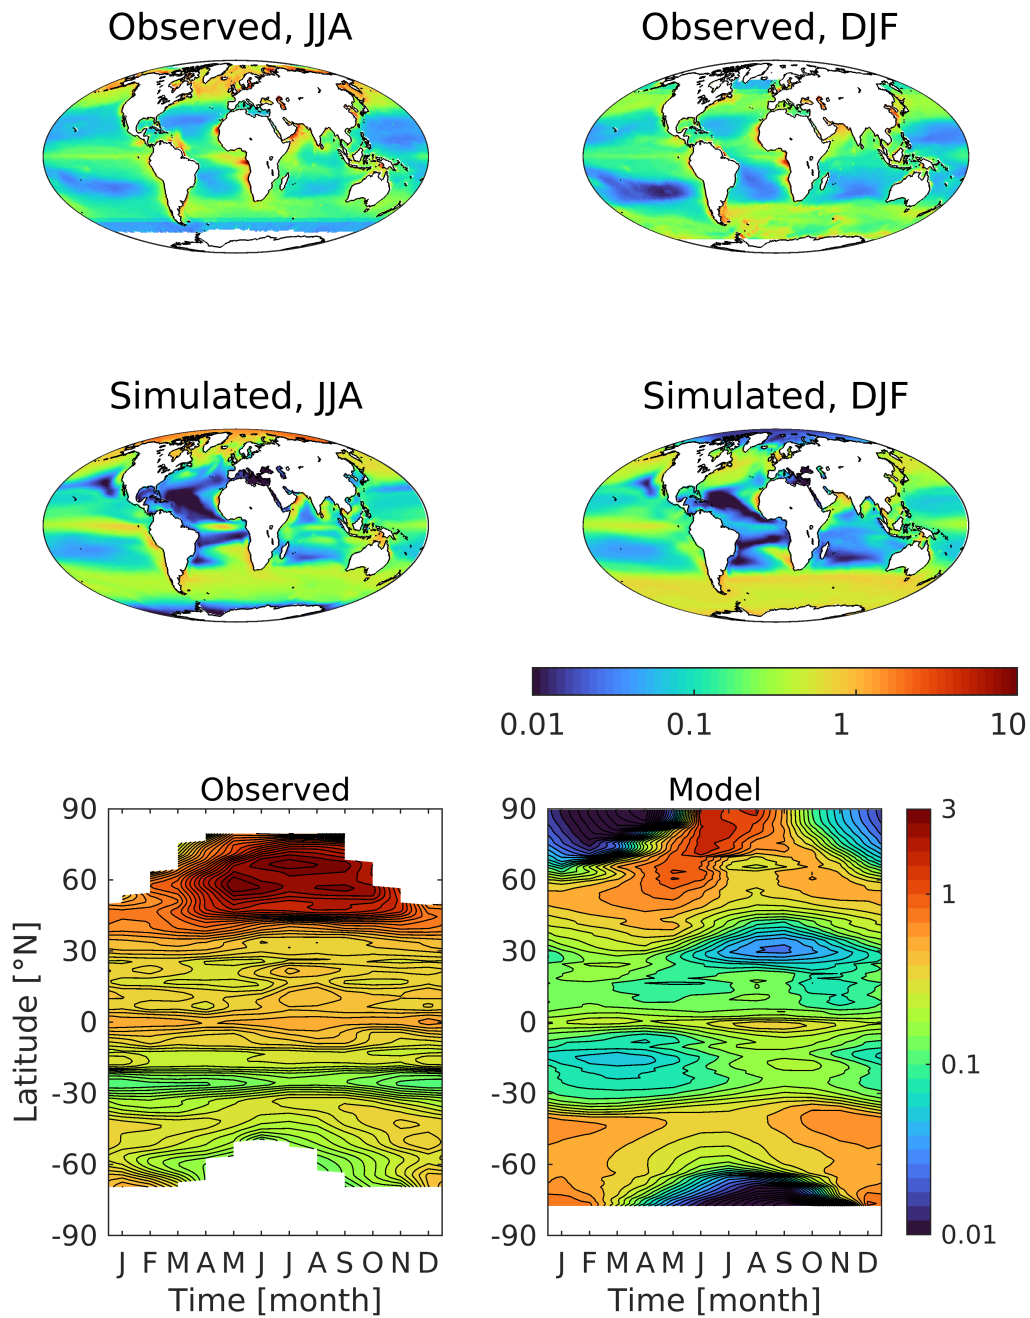 Observed, JJA
Observed, DJF
Simulated, JJA
Simulated, DJF
0.01 0.1 1 10
Observed
Model
90
60
30
0
-30
-60
-90
Latitude [°N]
J F M A M J J A S O N D
Time [month]
90
60
30
0
-30
-60
-90
J F M A M J J A S O N D
Time [month]
3
1
0.1
0.01